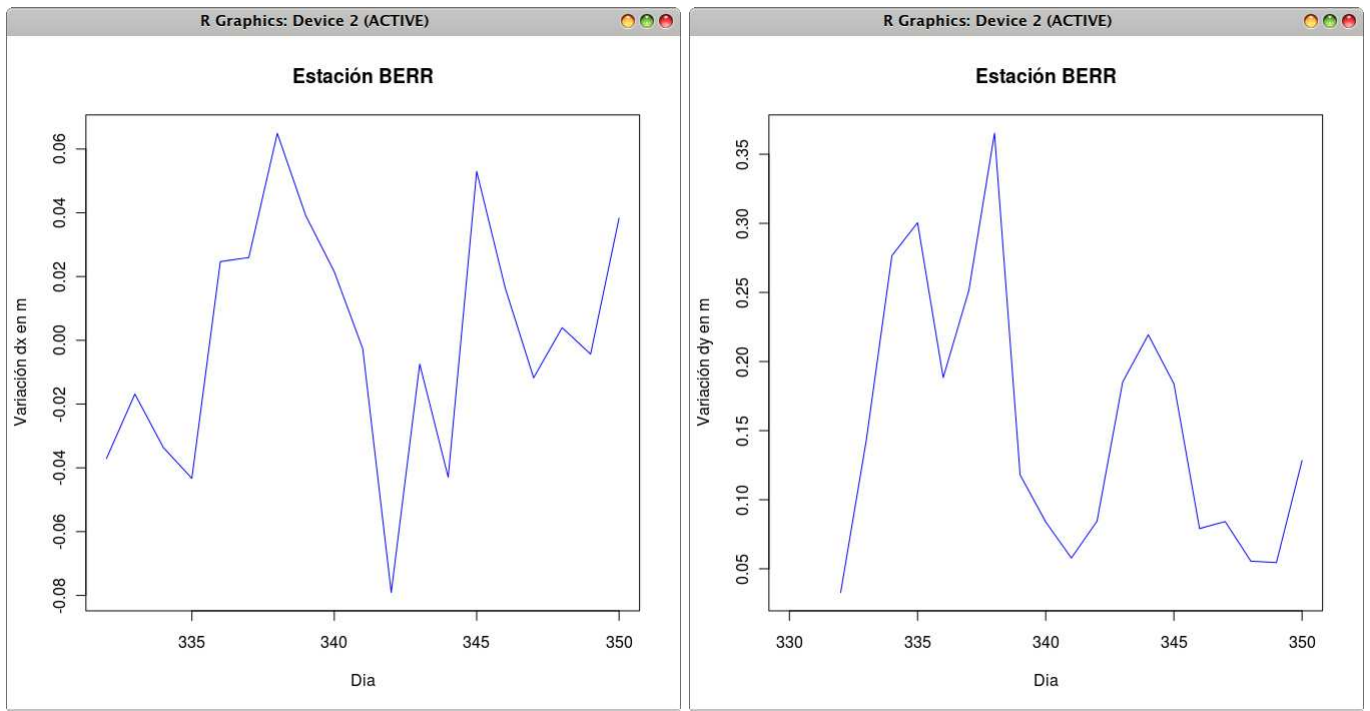 R Graphics: Device 2 (ACTIVE)
Estación BERR
Variación dx en m
0.06
0.04
0.02
0.00
-0.02
-0.04
-0.06
-0.08
335 340 345 350
Dia
R Graphics: Device 2 (ACTIVE)
Estación BERR
Variación dy en m
0.35
0.30
0.25
0.20
0.15
0.10
0.05
330 335 340 345 350
Dia